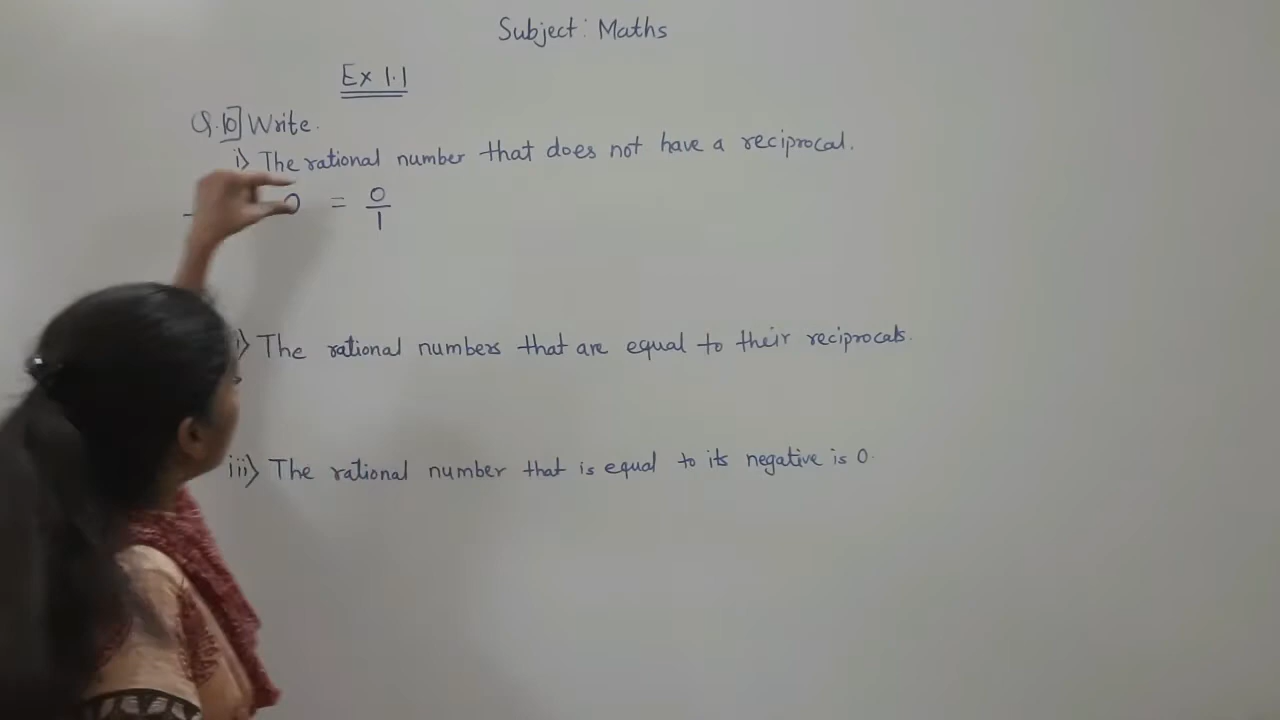 Subject: Maths
Ex 1.1
Q.10] Write.
i) The rational number that does not have a reciprocal.
0 = 0/1
i) The rational numbers that are equal to their reciprocals.
iii) The rational number that is equal to its negative is 0.